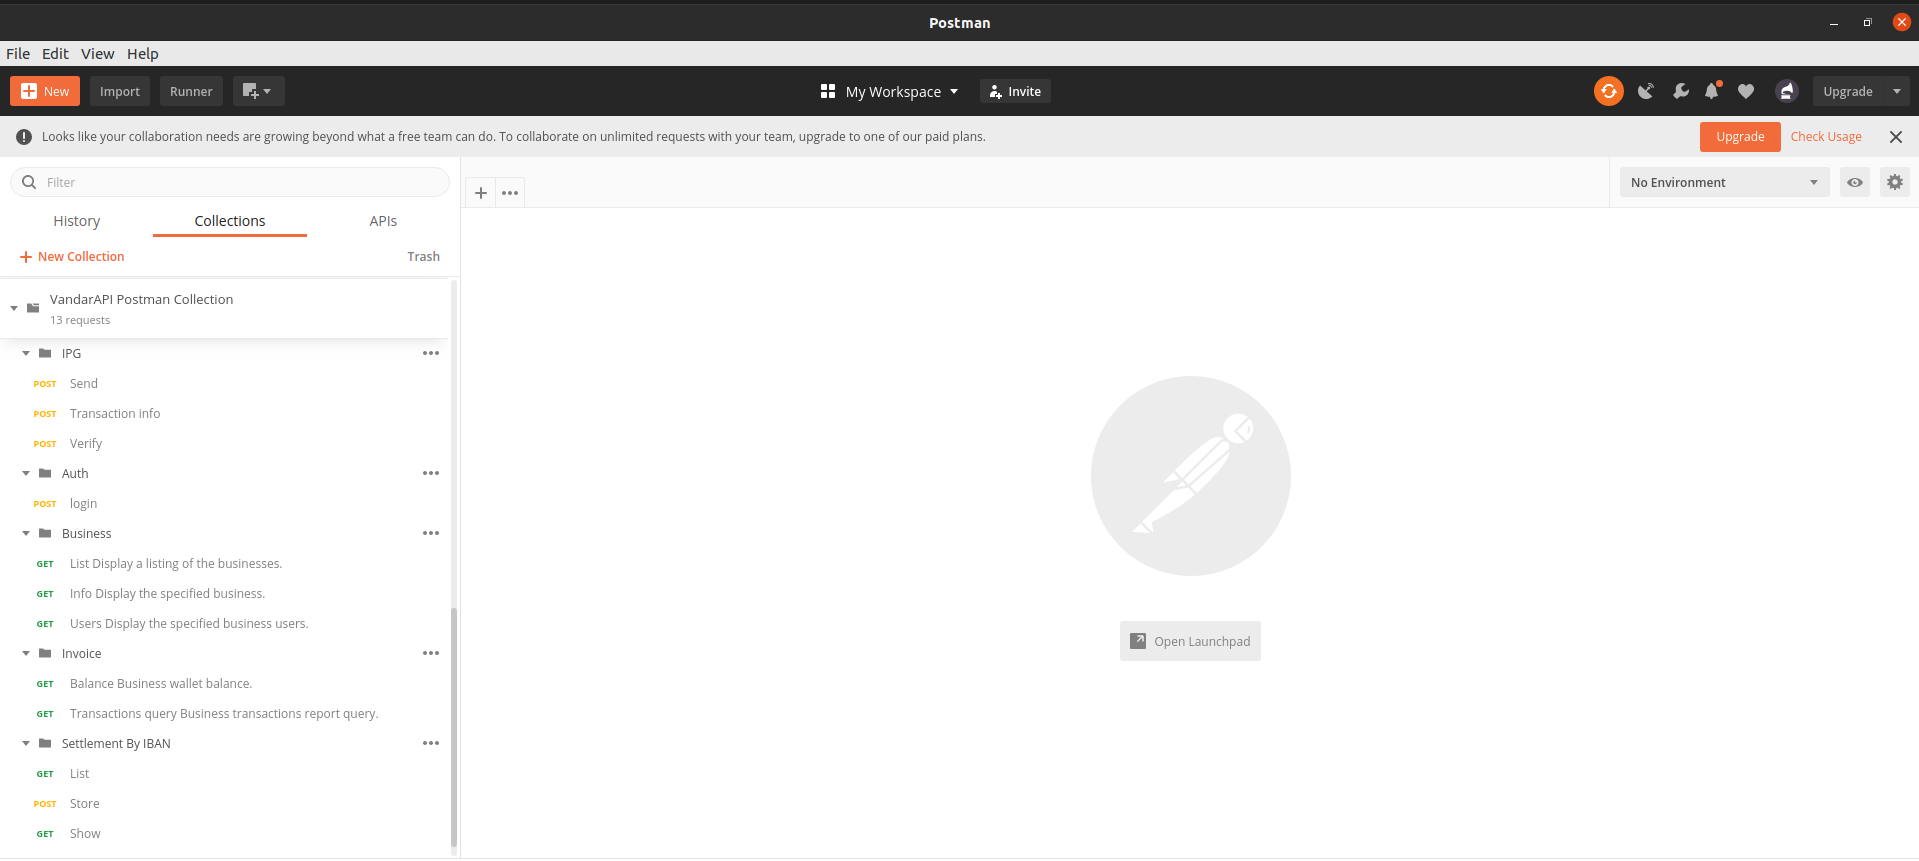 Postman
File Edit View Help
New Import Runner My Workspace Invite Upgrade
Looks like your collaboration needs are growing beyond what a free team can do. To collaborate on unlimited requests with your team, upgrade to one of our paid plans. Upgrade Check Usage
Filter
No Environment
History Collections APIs
New Collection Trash
VandarAPI Postman Collection
13 requests
IPG
POST Send
POST Transaction info
POST Verify
Auth
POST login
Business
GET List Display a listing of the businesses.
GET Info Display the specified business.
GET Users Display the specified business users.
Invoice
GET Balance Business wallet balance.
GET Transactions query Business transactions report query.
Settlement By IBAN
GET List
POST Store
GET Show
Open Launchpad